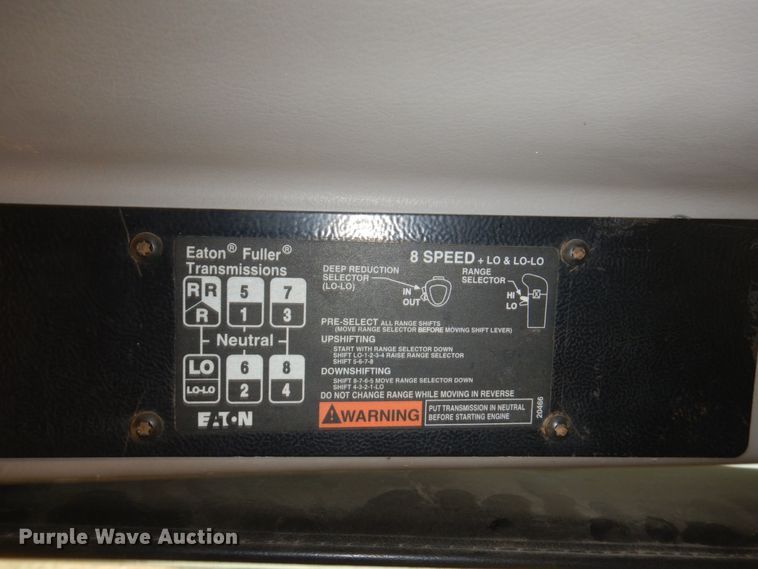 Eaton® Fuller®
Transmissions
R R
R
5
1
7
3
Neutral
LO
LO-LO
6
2
8
4
EATON
8 SPEED + LO & LO-LO
DEEP REDUCTION
SELECTOR
(LO-LO)
IN
OUT
RANGE
SELECTOR
HI
LO
PRE-SELECT ALL RANGE SHIFTS
(MOVE RANGE SELECTOR BEFORE MOVING SHIFT LEVER)
UPSHIFTING
START WITH RANGE SELECTOR DOWN
SHIFT LO-1-2-3-4 RAISE RANGE SELECTOR
SHIFT 5-6-7-8
DOWNSHIFTING
SHIFT 8-7-6-5 MOVE RANGE SELECTOR DOWN
SHIFT 4-3-2-1-LO
DO NOT CHANGE RANGE WHILE MOVING IN REVERSE
WARNING
PUT TRANSMISSION IN NEUTRAL
BEFORE STARTING ENGINE
20466
Purple Wave Auction